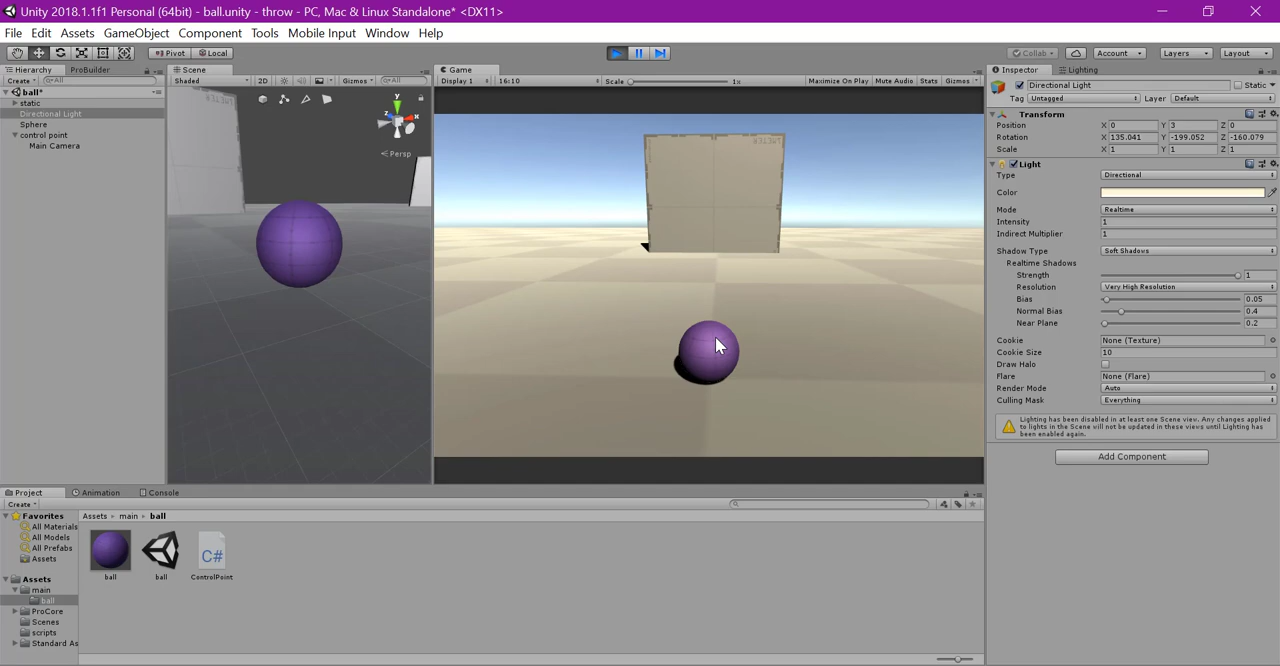 Unity 2018.1.1f1 Personal (64bit) - ball.unity - throw - PC, Mac & Linux Standalone* <DX11>
File Edit Assets GameObject Component Tools Mobile Input Window Help
Pivot Local Collab Account Layers Layout
Hierarchy ProBuilder
Create All
ball*
static
Directional Light
Sphere
control point
Main Camera
Scene
Shaded 2D Gizmos All
y
x
z
Persp
Game
Display 1 16:10 Scale 1x Maximize On Play Mute Audio Stats Gizmos
Inspector Lighting
Directional Light Static
Tag Untagged Layer Default
Transform
Position X 0 Y 3 Z 0
Rotation X 135.041 Y -199.052 Z -160.079
Scale X 1 Y 1 Z 1
Light
Type Directional
Color
Mode Realtime
Intensity 1
Indirect Multiplier 1
Shadow Type Soft Shadows
Realtime Shadows
Strength 1
Resolution Very High Resolution
Bias 0.05
Normal Bias 0.4
Near Plane 0.2
Cookie None (Texture)
Cookie Size 10
Draw Halo
Flare None (Flare)
Render Mode Auto
Culling Mask Everything
Lighting has been disabled in at least one Scene view. Any changes applied
to lights in the Scene will not be updated in these views until Lighting has
been enabled again.
Add Component
Project Animation Console
Create
Favorites
All Materials
All Models
All Prefabs
Assets
Assets
main
ball
ProCore
Scenes
scripts
Standard As
Assets main ball
C#
ball ball ControlPoint